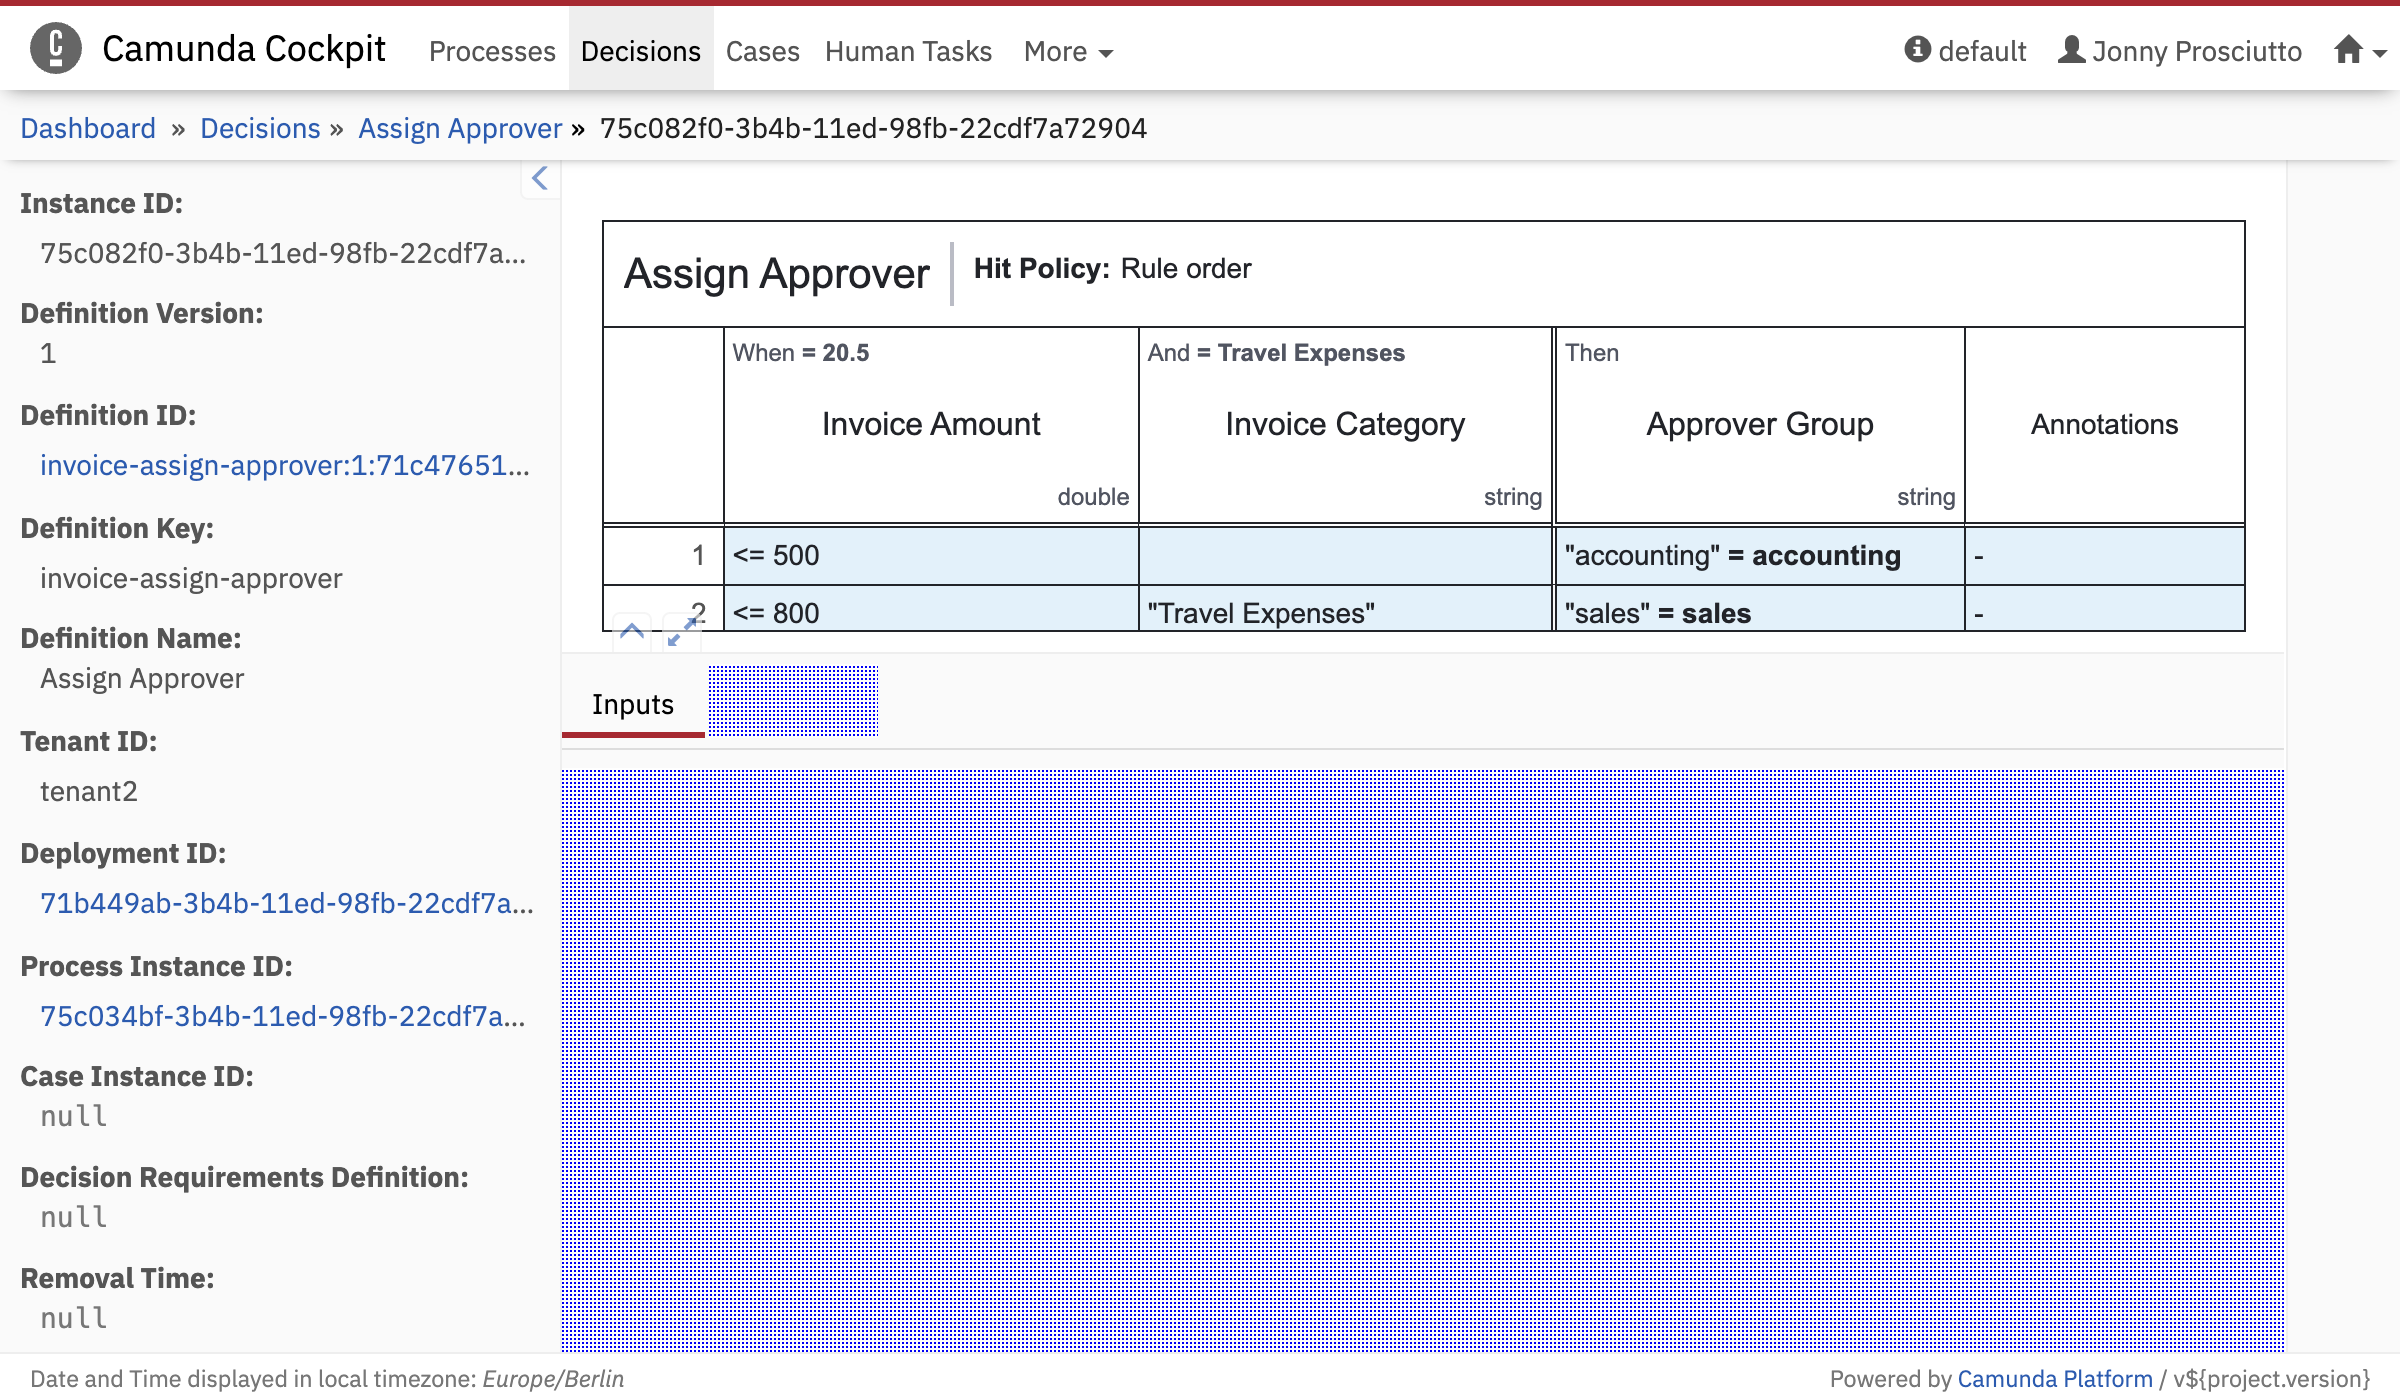 Camunda Cockpit Processes Decisions Cases Human Tasks More default Jonny Prosciutto
Dashboard » Decisions » Assign Approver » 75c082f0-3b4b-11ed-98fb-22cdf7a72904
Instance ID:
75c082f0-3b4b-11ed-98fb-22cdf7a...
Definition Version:
1
Definition ID:
invoice-assign-approver:1:71c47651...
Definition Key:
invoice-assign-approver
Definition Name:
Assign Approver
Tenant ID:
tenant2
Deployment ID:
71b449ab-3b4b-11ed-98fb-22cdf7a...
Process Instance ID:
75c034bf-3b4b-11ed-98fb-22cdf7a...
Case Instance ID:
null
Decision Requirements Definition:
null
Removal Time:
null
Assign Approver Hit Policy: Rule order
When = 20.5 And = Travel Expenses Then
Invoice Amount Invoice Category Approver Group Annotations
double string string
1 <= 500 "accounting" = accounting -
2 <= 800 "Travel Expenses" "sales" = sales -
Inputs
Date and Time displayed in local timezone: Europe/Berlin
Powered by Camunda Platform / v${project.version}